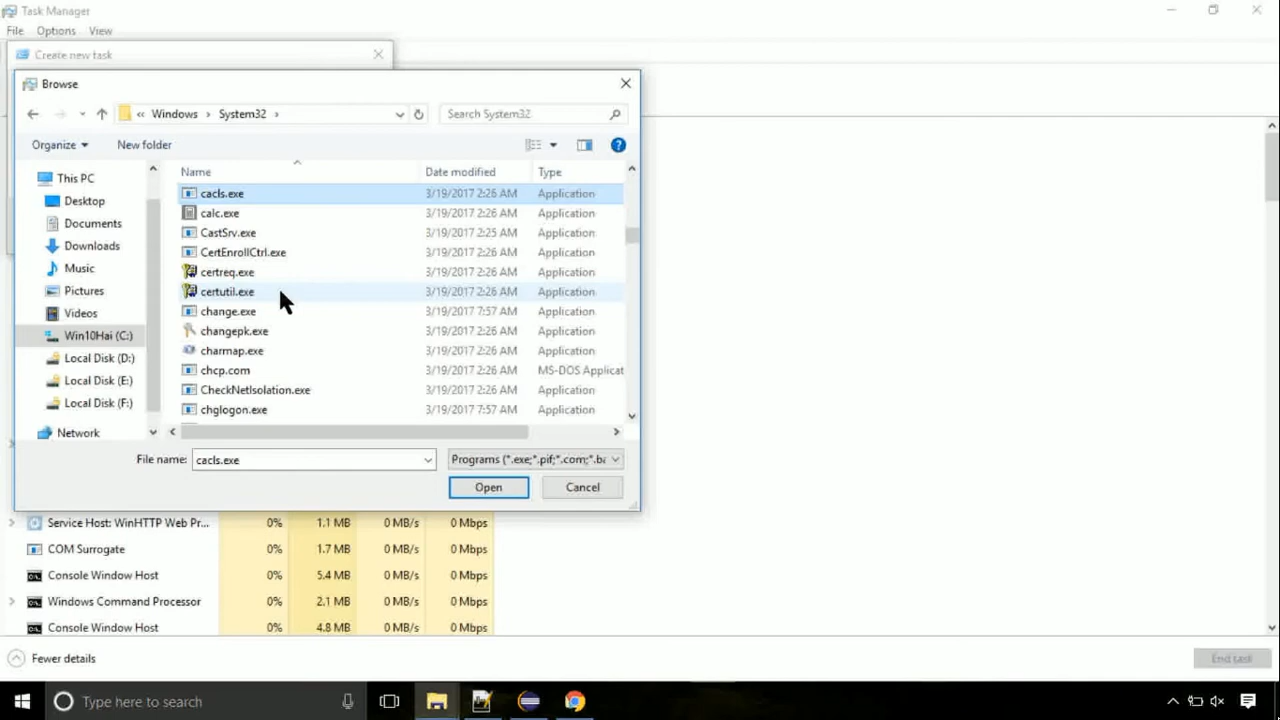 Task Manager
File Options View
Create new task
Browse
« Windows › System32 ›
Search System32
Organize New folder
This PC
Desktop
Documents
Downloads
Music
Pictures
Videos
Win10Hai (C:)
Local Disk (D:)
Local Disk (E:)
Local Disk (F:)
Network
Name Date modified Type
cacls.exe 3/19/2017 2:26 AM Application
calc.exe 3/19/2017 2:26 AM Application
CastSrv.exe 3/19/2017 2:25 AM Application
CertEnrollCtrl.exe 3/19/2017 2:26 AM Application
certreq.exe 3/19/2017 2:26 AM Application
certutil.exe 3/19/2017 2:26 AM Application
change.exe 3/19/2017 7:57 AM Application
changepk.exe 3/19/2017 2:26 AM Application
charmap.exe 3/19/2017 2:26 AM Application
chcp.com 3/19/2017 2:26 AM MS-DOS Applicat
CheckNetIsolation.exe 3/19/2017 2:26 AM Application
chglogon.exe 3/19/2017 7:57 AM Application
File name: cacls.exe Programs (*.exe;*.pif;*.com;*.ba
Open Cancel
Service Host: WinHTTP Web Pr... 0% 1.1 MB 0 MB/s 0 Mbps
COM Surrogate 0% 1.7 MB 0 MB/s 0 Mbps
Console Window Host 0% 5.4 MB 0 MB/s 0 Mbps
Windows Command Processor 0% 2.1 MB 0 MB/s 0 Mbps
Console Window Host 0% 4.8 MB 0 MB/s 0 Mbps
Fewer details
End task
Type here to search